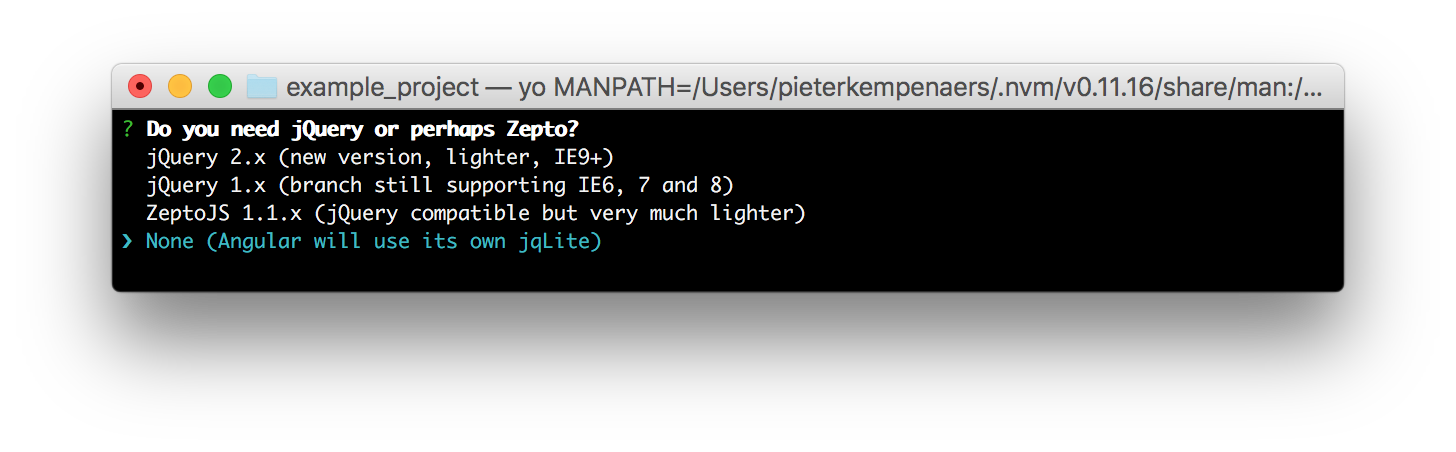 example_project — yo MANPATH=/Users/pieterkempenaers/.nvm/v0.11.16/share/man:/...
? Do you need jQuery or perhaps Zepto?
jQuery 2.x (new version, lighter, IE9+)
jQuery 1.x (branch still supporting IE6, 7 and 8)
ZeptoJS 1.1.x (jQuery compatible but very much lighter)
❯ None (Angular will use its own jqLite)